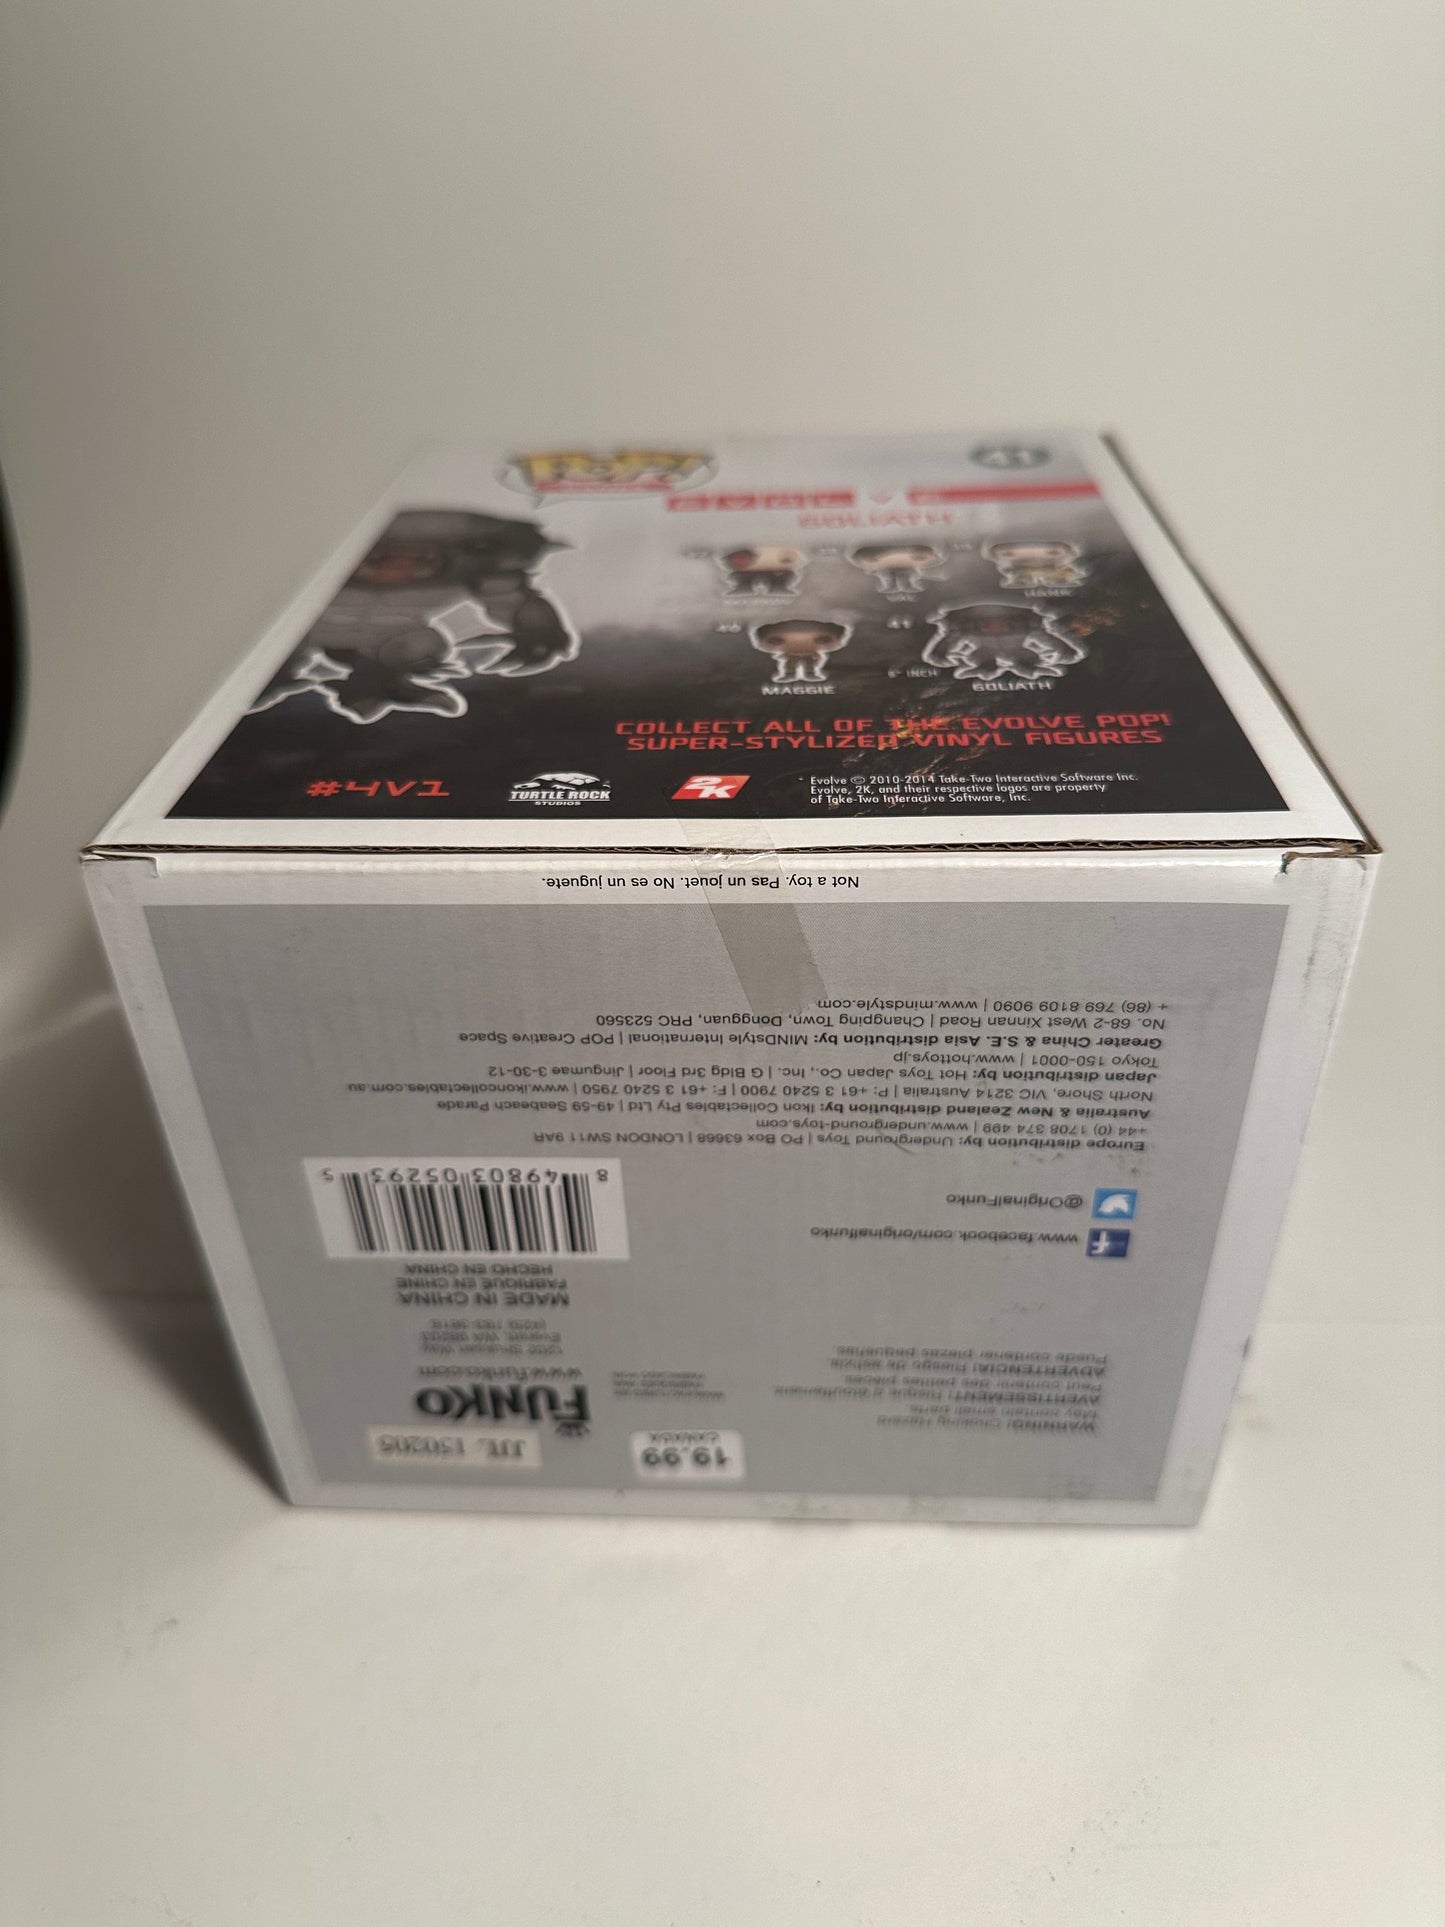 POP!
41
EVOLVE
GOLIATH
HANK
40
MAGGIE
41
6" INCH
GOLIATH
COLLECT ALL OF THE EVOLVE POP!
SUPER-STYLIZED VINYL FIGURES
#4V1
TURTLE ROCK
STUDIOS
2K
Evolve © 2010-2014 Take-Two Interactive Software Inc.
Evolve, 2K, and their respective logos are property
of Take-Two Interactive Software, Inc.
Not a toy. Pas un jouet. No es un juguete.
19.99
JJL 150205
FUNKO
www.funko.com
WARNING! Choking Hazard
May contain small parts.
Peut contenir des petites pièces.
Puede contener piezas pequeñas.
MADE IN CHINA
FABRIQUÉ EN CHINE
HECHO EN CHINA
8 49803 05293 5
www.facebook.com/originalfunko
@OriginalFunko
Europe distribution by: Underground Toys | PO Box 63668 | LONDON SW11 9AR
+44 (0) 1708 374 499 | www.underground-toys.com
Australia & New Zealand distribution by: Ikon Collectables Pty Ltd | 49-59 Seabeach Parade
North Shore, VIC 3214 Australia | P: +61 3 5240 7900 | F: +61 3 5240 7950 | www.ikoncollectables.com.au
Japan distribution by: Hot Toys Japan Co., Inc. | G Bldg 3rd Floor | Jingumae 3-30-12
Tokyo 150-0001 | www.hottoys.jp
Greater China & S.E. Asia distribution by: MINDstyle International | POP Creative Space
No. 68-2 West Xinnan Road | Changping Town, Dongguan, PRC 523560
+ (86) 769 8109 9090 | www.mindstyle.com